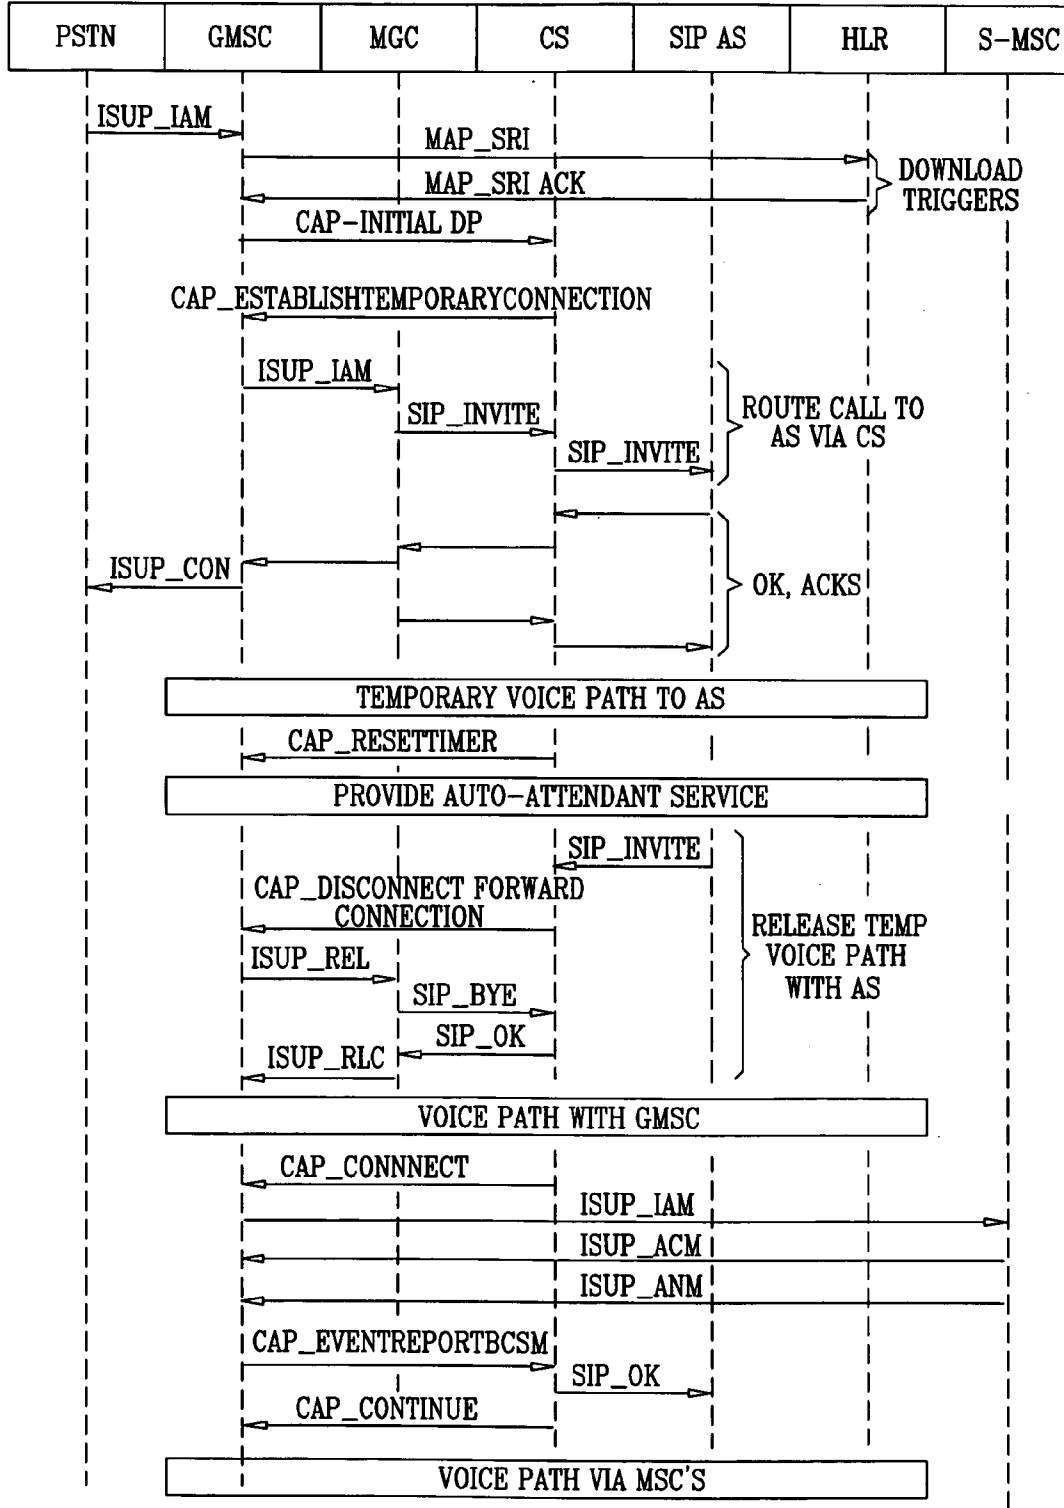 PSTN GMSC MGC CS SIP AS HLR S-MSC
ISUP_IAM
MAP_SRI
MAP_SRI ACK
DOWNLOAD
TRIGGERS
CAP-INITIAL DP
CAP_ESTABLISHTEMPORARYCONNECTION
ISUP_IAM
SIP_INVITE
SIP_INVITE
ROUTE CALL TO
AS VIA CS
ISUP_CON
OK, ACKS
TEMPORARY VOICE PATH TO AS
CAP_RESETTIMER
PROVIDE AUTO-ATTENDANT SERVICE
SIP_INVITE
CAP_DISCONNECT FORWARD
CONNECTION
ISUP_REL
SIP_BYE
SIP_OK
ISUP_RLC
RELEASE TEMP
VOICE PATH
WITH AS
VOICE PATH WITH GMSC
CAP_CONNNECT
ISUP_IAM
ISUP_ACM
ISUP_ANM
CAP_EVENTREPORTBCSM
SIP_OK
CAP_CONTINUE
VOICE PATH VIA MSC'S